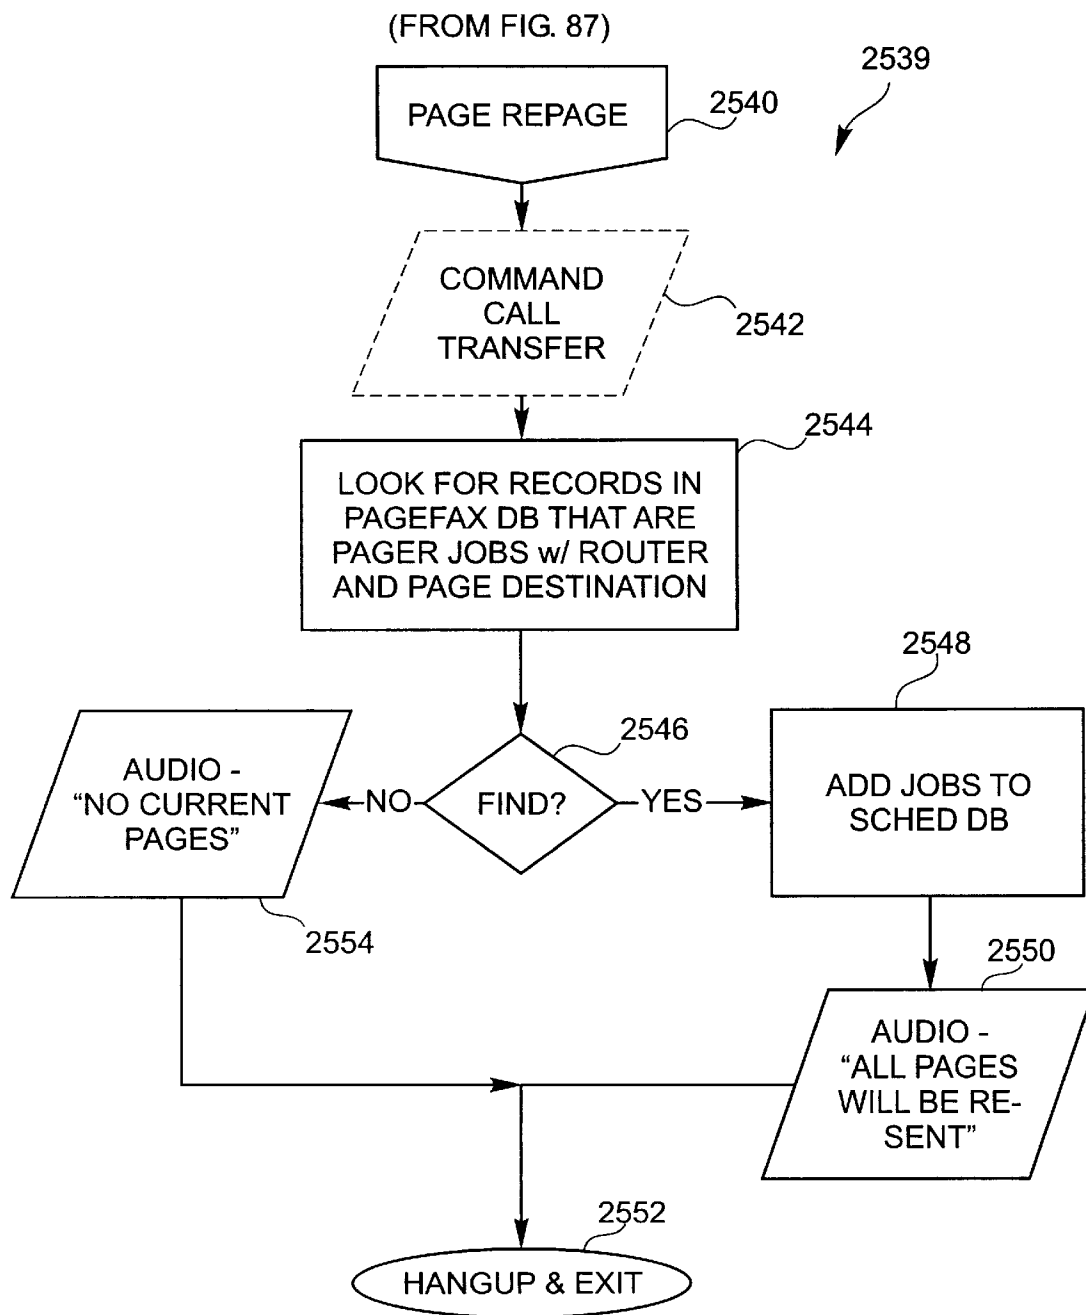 (FROM FIG. 87)
2539
PAGE REPAGE
2540
COMMAND
CALL
TRANSFER
2542
2544
LOOK FOR RECORDS IN
PAGEFAX DB THAT ARE
PAGER JOBS w/ ROUTER
AND PAGE DESTINATION
2546
FIND?
NO
YES
2548
ADD JOBS TO
SCHED DB
AUDIO -
“NO CURRENT
PAGES”
2554
2550
AUDIO -
“ALL PAGES
WILL BE RE-
SENT”
2552
HANGUP & EXIT